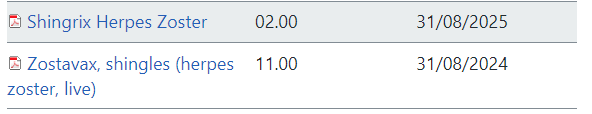 Shingrix Herpes Zoster 02.00 31/08/2025
Zostavax, shingles (herpes 11.00 31/08/2024
zoster, live)